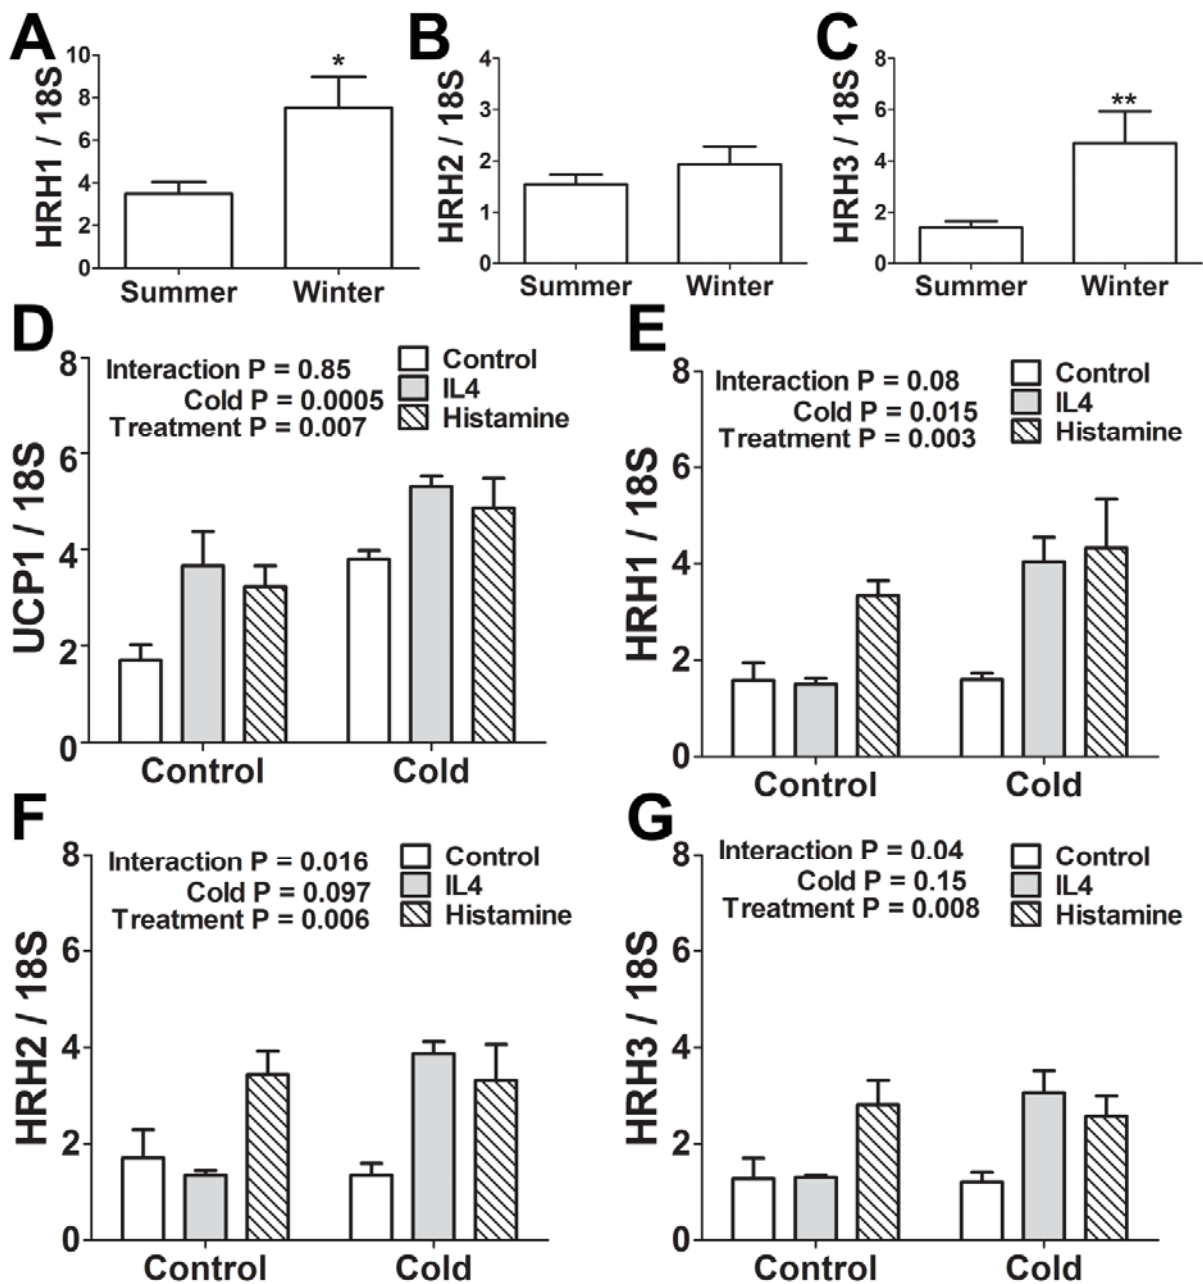 A
HRH1 / 18S
10
8
6
4
2
0
*
Summer
Winter
B
HRH2 / 18S
4
3
2
1
0
Summer
Winter
C
HRH3 / 18S
8
6
4
2
0
**
Summer
Winter
D
UCP1 / 18S
8
6
4
2
0
Interaction P = 0.85
Cold P = 0.0005
Treatment P = 0.007
Control
IL4
Histamine
Control
Cold
E
HRH1 / 18S
8
6
4
2
0
Interaction P = 0.08
Cold P = 0.015
Treatment P = 0.003
Control
IL4
Histamine
Control
Cold
F
HRH2 / 18S
8
6
4
2
0
Interaction P = 0.016
Cold P = 0.097
Treatment P = 0.006
Control
IL4
Histamine
Control
Cold
G
HRH3 / 18S
8
6
4
2
0
Interaction P = 0.04
Cold P = 0.15
Treatment P = 0.008
Control
IL4
Histamine
Control
Cold